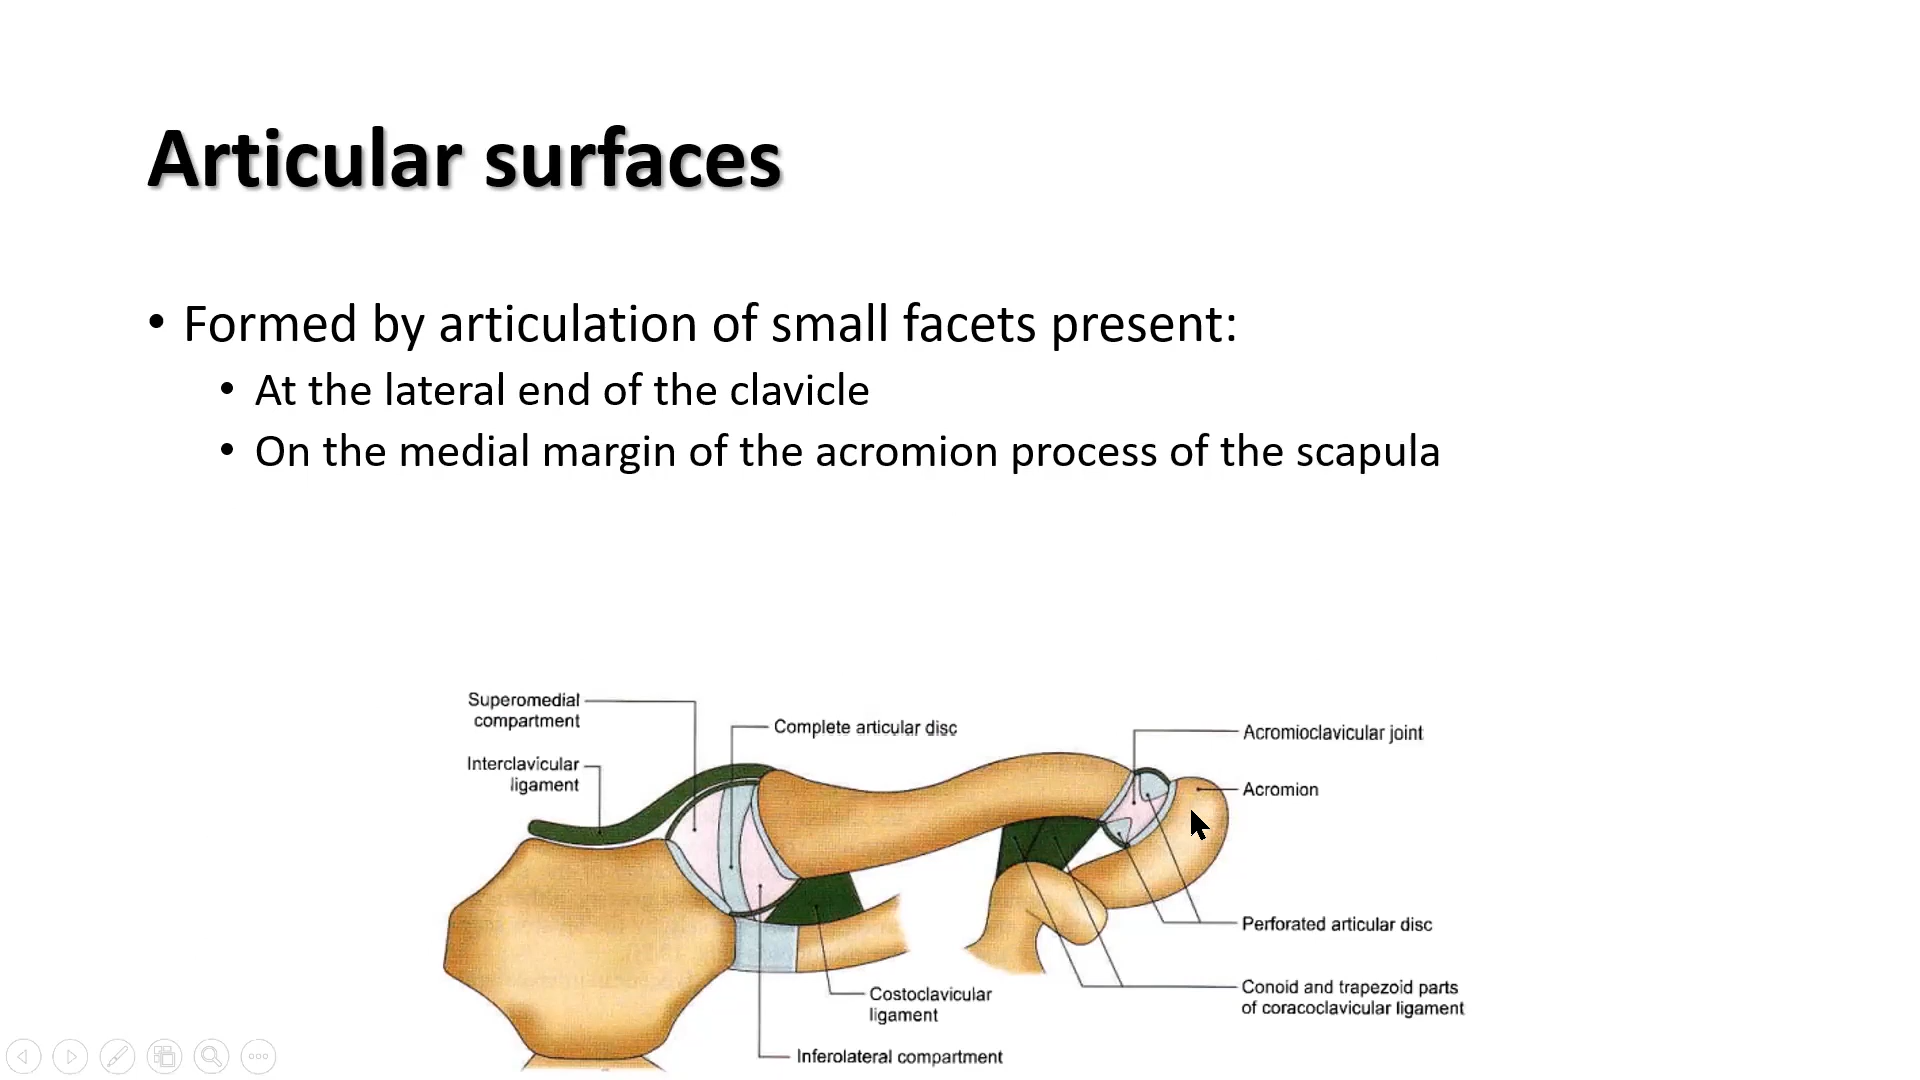 Articular surfaces
• Formed by articulation of small facets present:
• At the lateral end of the clavicle
• On the medial margin of the acromion process of the scapula
Superomedial
compartment
Complete articular disc
Acromioclavicular joint
Interclavicular
ligament
Acromion
Perforated articular disc
Conoid and trapezoid parts
of coracoclavicular ligament
Costoclavicular
ligament
Inferolateral compartment